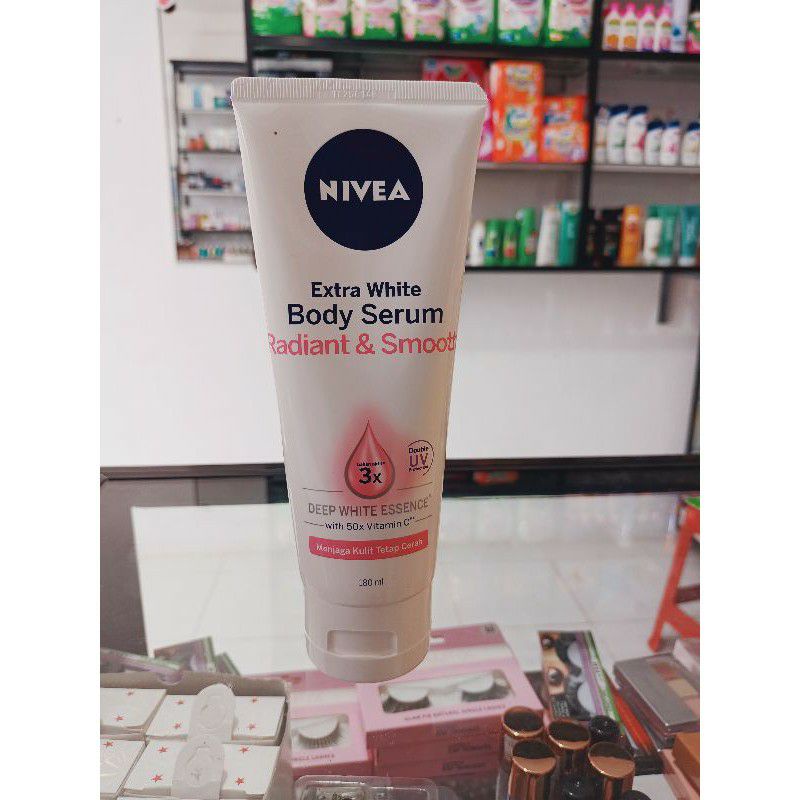 NIVEA
Extra White
Body Serum
Radiant & Smooth
3x
Double
UV
DEEP WHITE ESSENCE*
with 50x Vitamin C**
Menjaga Kulit Tetap Cerah
180 ml